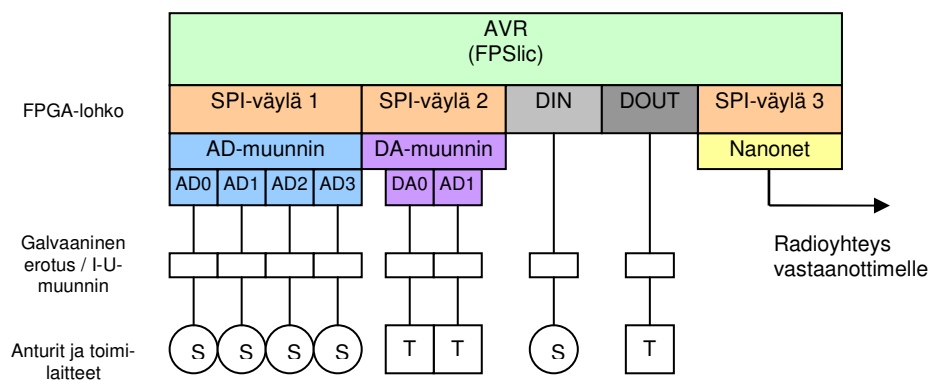 AVR
(FPSlic)
FPGA-lohko
SPI-väylä 1
SPI-väylä 2
DIN
DOUT
SPI-väylä 3
AD-muunnin
DA-muunnin
Nanonet
AD0
AD1
AD2
AD3
DA0
AD1
Galvaaninen
erotus / I-U-
muunnin
Radioyhteys
vastaanottimelle
Anturit ja toimi-
laitteet
S
S
S
S
T
T
S
T